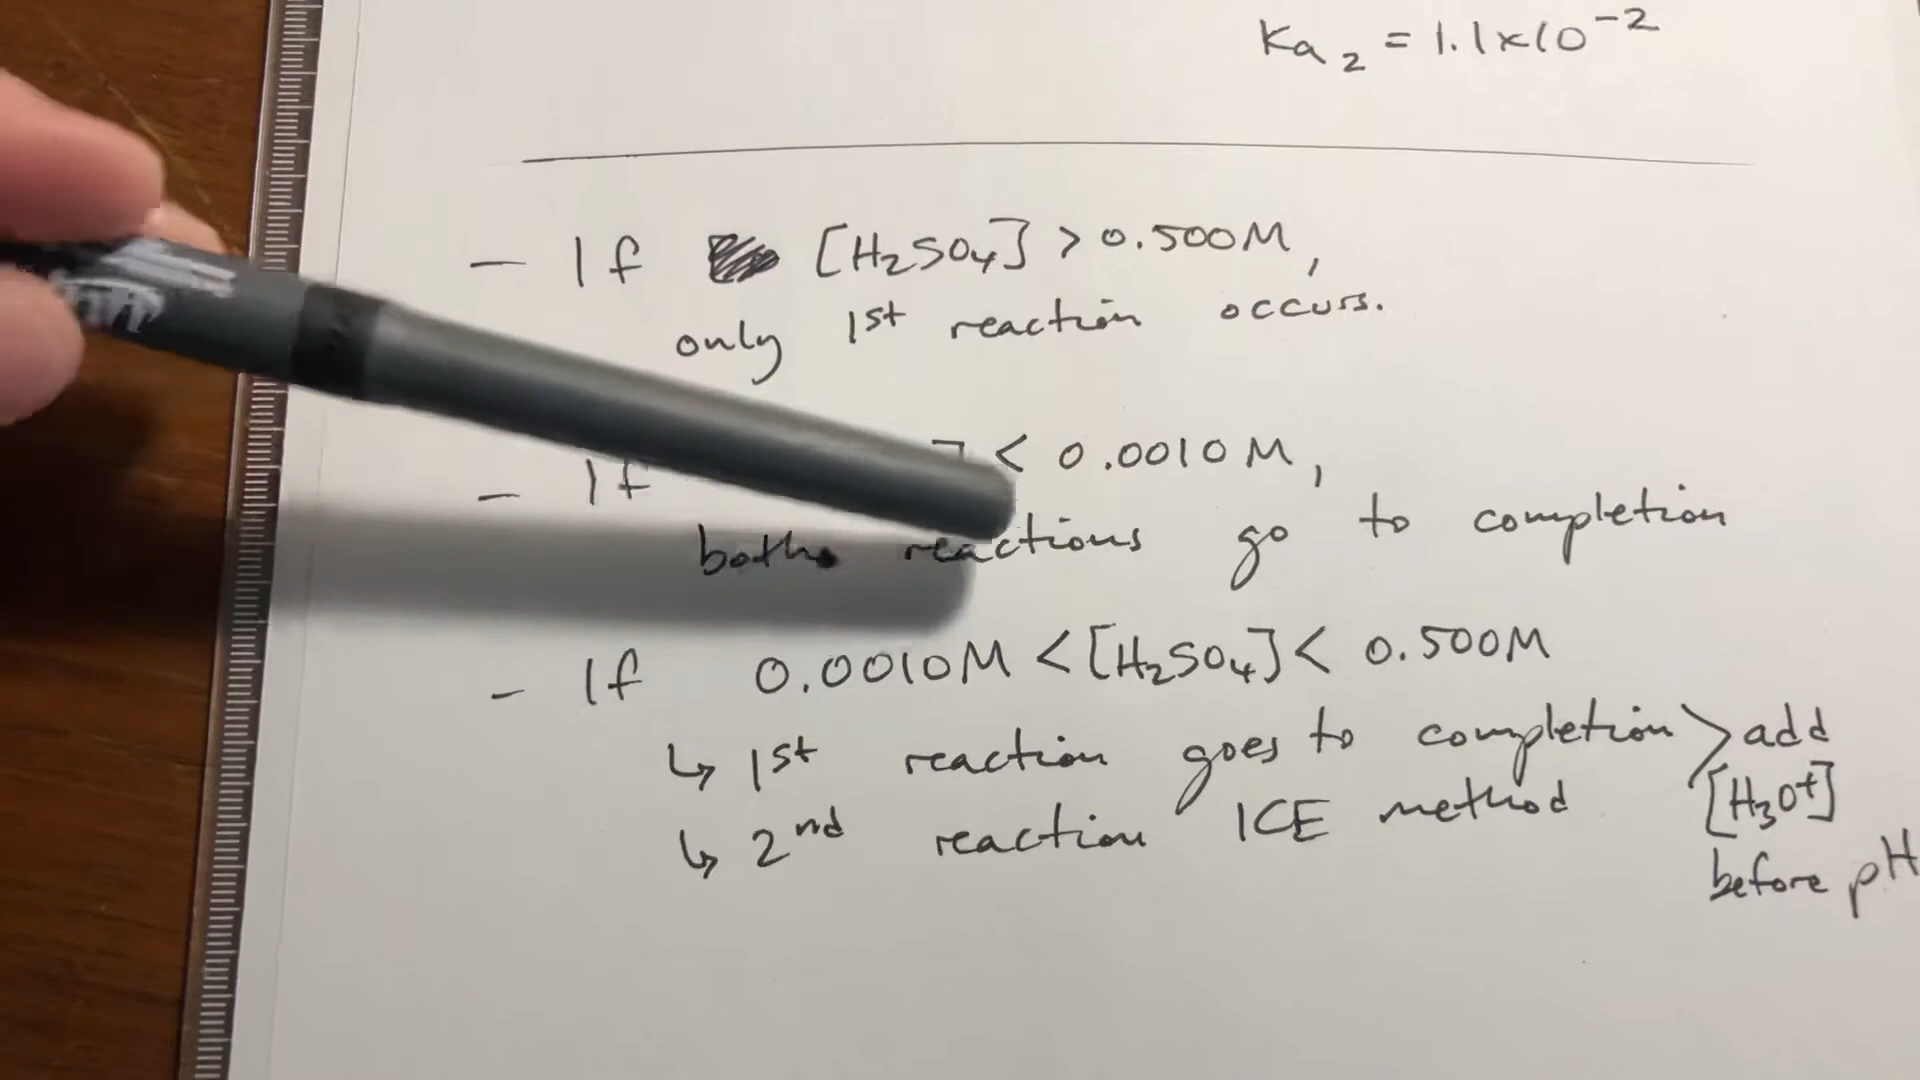 Ka2 = 1.1x10^-2
- If [H2SO4] > 0.500M,
only 1st reaction occurs.
- If ] < 0.0010 M,
both reactions go to completion
- If 0.0010M < [H2SO4] < 0.500M
↳ 1st reaction goes to completion > add
↳ 2nd reaction ICE method [H3O+]
before pH